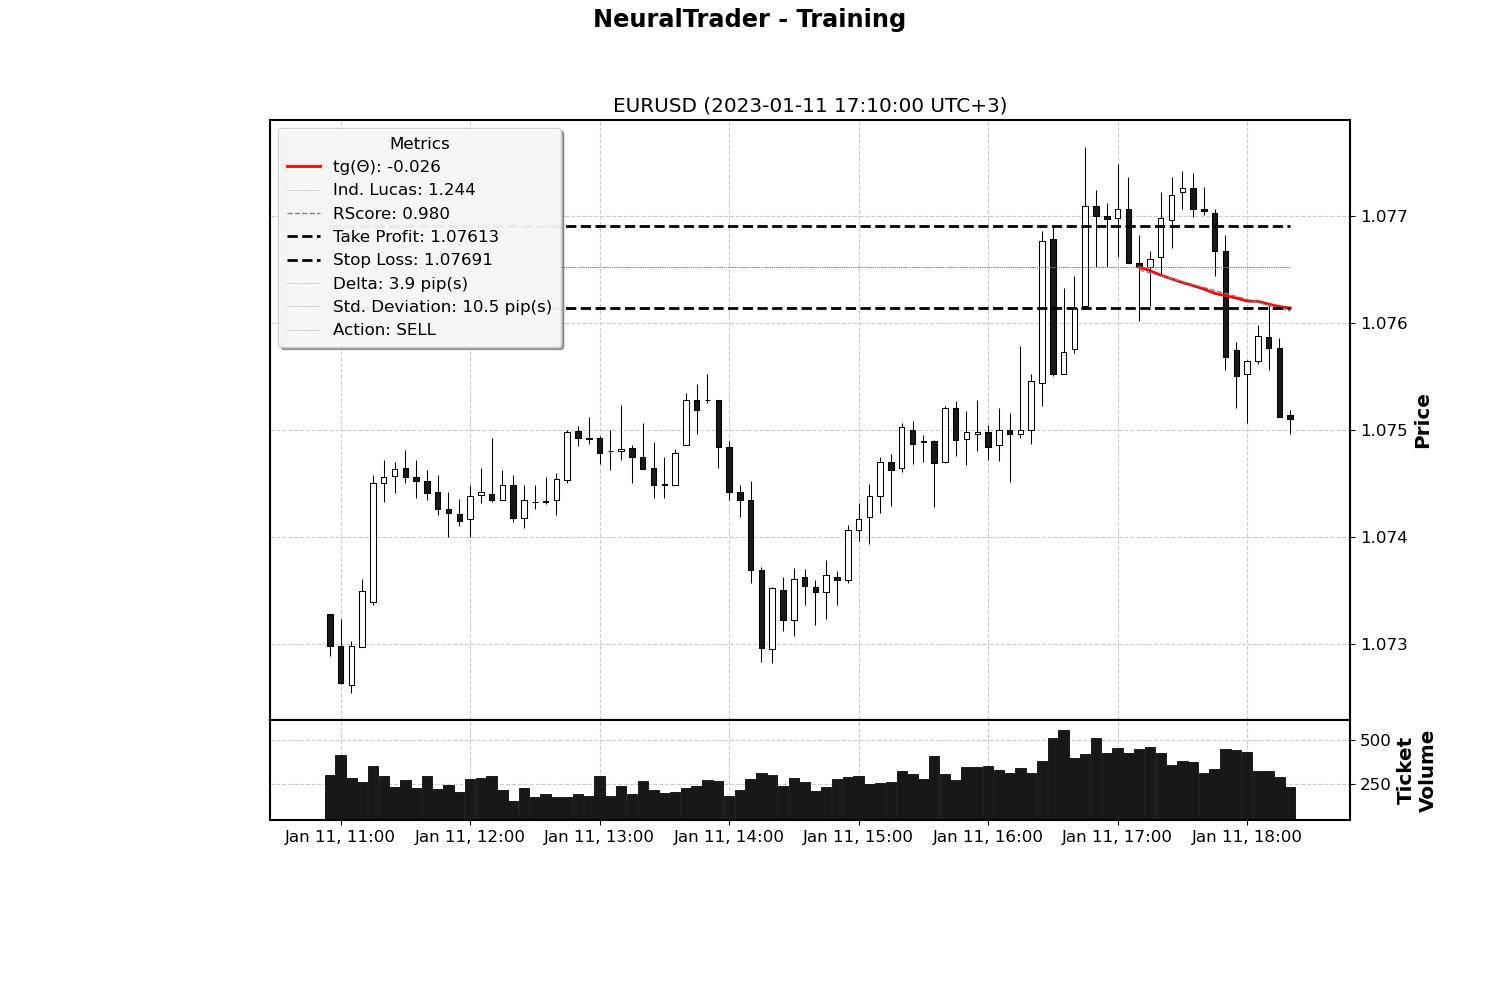 NeuralTrader - Training
EURUSD (2023-01-11 17:10:00 UTC+3)
Metrics
tg(Θ): -0.026
Ind. Lucas: 1.244
RScore: 0.980
Take Profit: 1.07613
Stop Loss: 1.07691
Delta: 3.9 pip(s)
Std. Deviation: 10.5 pip(s)
Action: SELL
1.077
1.076
1.075
1.074
1.073
Price
500
250
Ticket
Volume
Jan 11, 11:00
Jan 11, 12:00
Jan 11, 13:00
Jan 11, 14:00
Jan 11, 15:00
Jan 11, 16:00
Jan 11, 17:00
Jan 11, 18:00